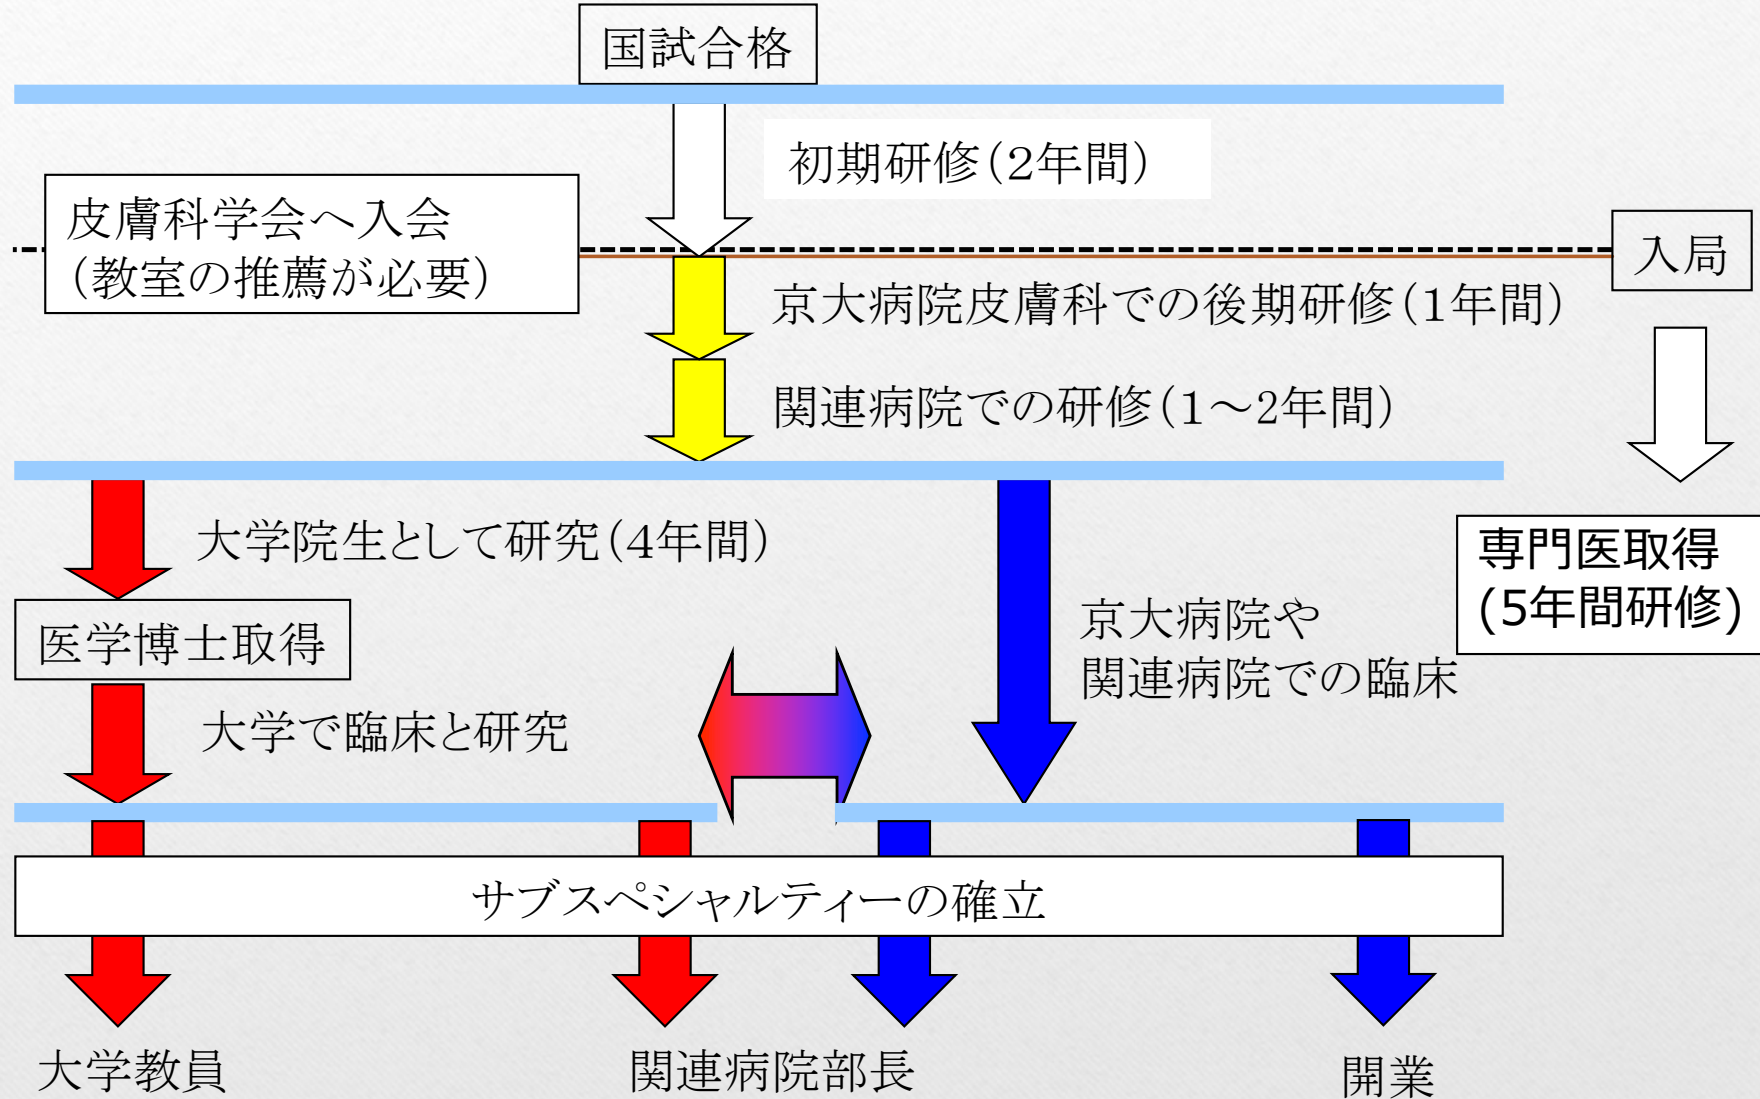 国試合格
初期研修（2年間）
皮膚科学会へ入会
（教室の推薦が必要）
入局
京大病院皮膚科での後期研修（1年間）
関連病院での研修（1～2年間）
大学院生として研究（4年間）
専門医取得
(5年間研修)
医学博士取得
京大病院や
関連病院での臨床
大学で臨床と研究
サブスペシャルティーの確立
大学教員
関連病院部長
開業